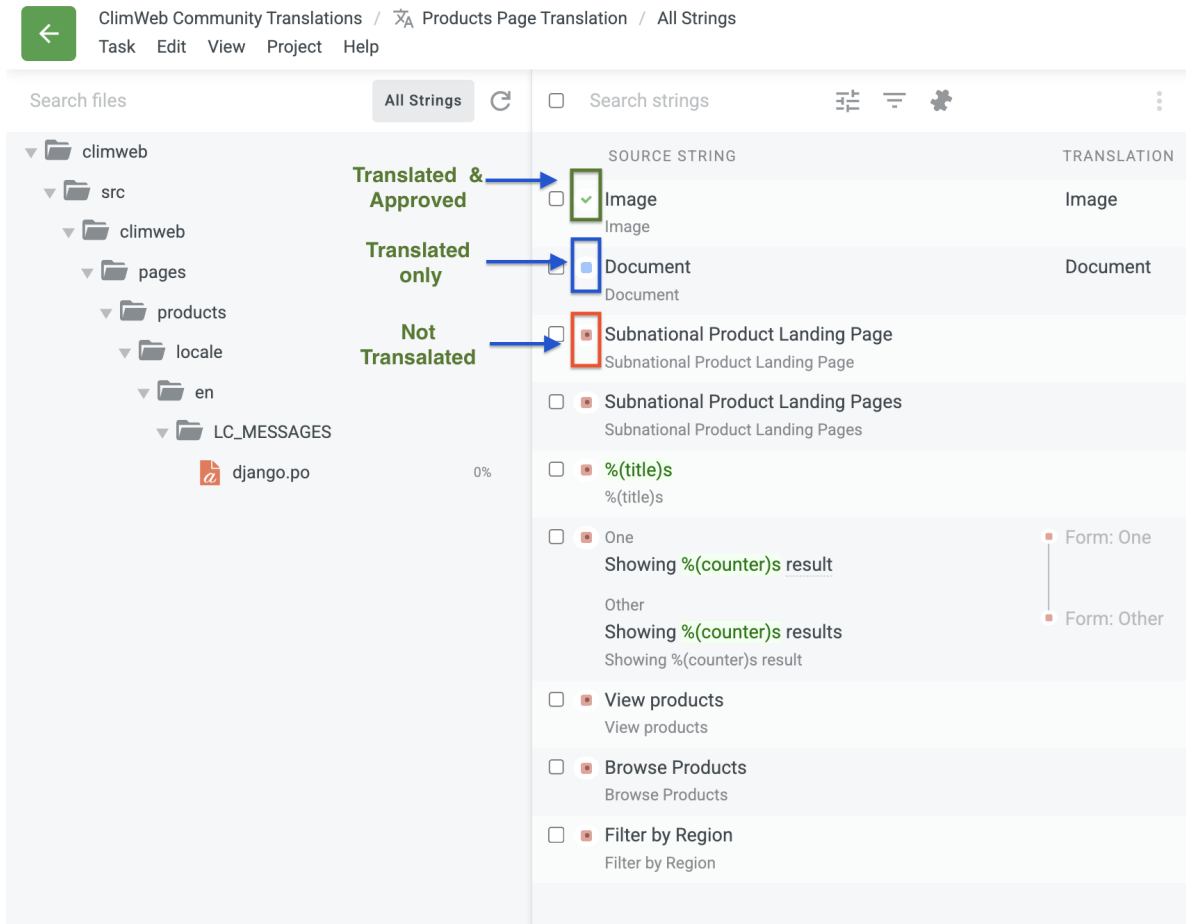 ClimWeb Community Translations / Products Page Translation / All Strings
Task Edit View Project Help
Search files All Strings
Search strings
climweb
src
climweb
pages
products
locale
en
LC_MESSAGES
django.po 0%
Translated &
Approved
Translated
only
Not
Transalated
SOURCE STRING TRANSLATION
Image Image
Image
Document Document
Document
Subnational Product Landing Page
Subnational Product Landing Page
Subnational Product Landing Pages
Subnational Product Landing Pages
%(title)s
%(title)s
One Form: One
Showing %(counter)s result
Other Form: Other
Showing %(counter)s results
Showing %(counter)s result
View products
View products
Browse Products
Browse Products
Filter by Region
Filter by Region